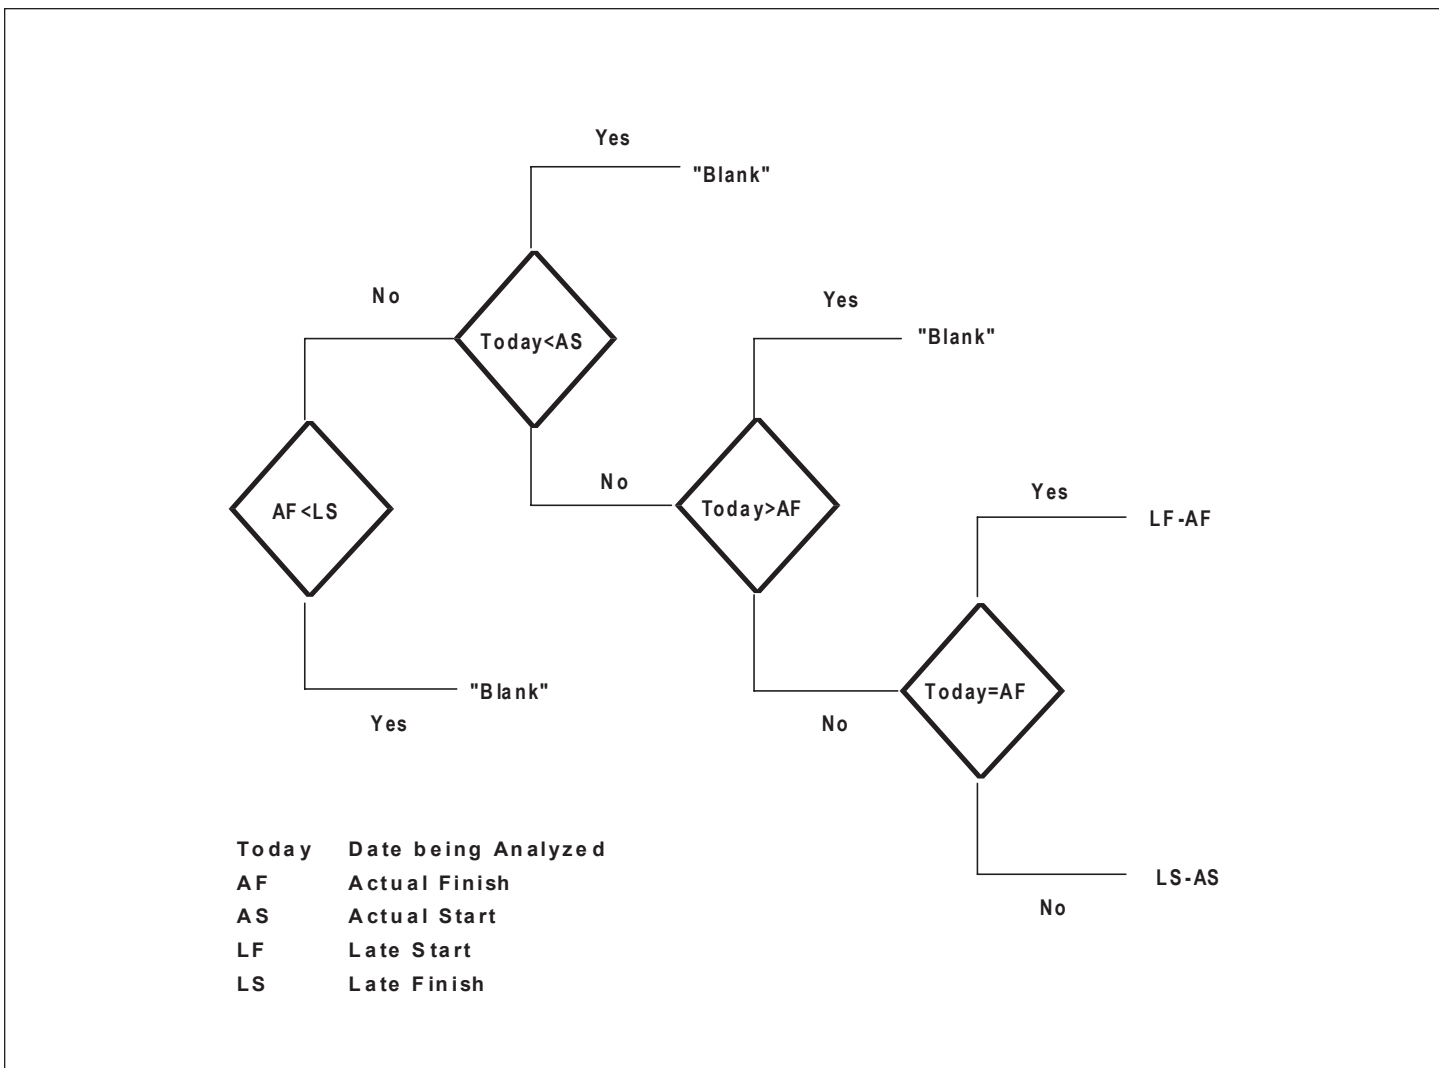 Yes
"Blank"
No
Today<AS
Yes
"Blank"
AF<LS
No
Today>AF
Yes
LF-AF
"Blank"
Yes
No
Today=AF
LS-AS
No
Today Date being Analyzed
AF Actual Finish
AS Actual Start
LF Late Start
LS Late Finish